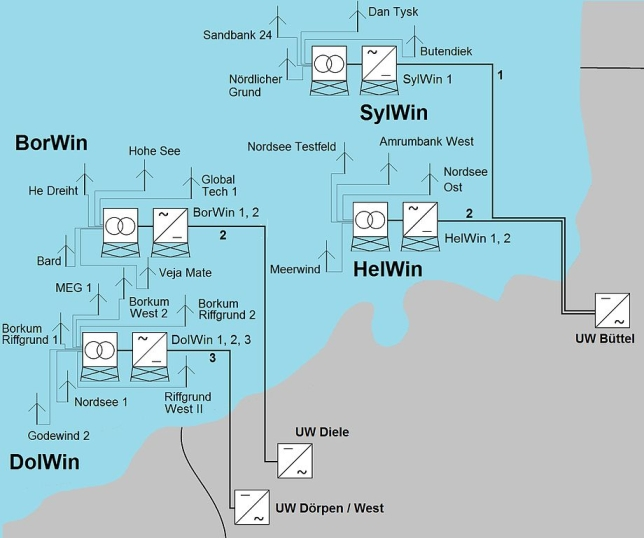 Dan Tysk
Sandbank 24
Butendiek
Nördlicher
Grund
~
–
SylWin 1
1
SylWin
BorWin
Hohe See
He Dreiht
Global
Tech 1
~
–
BorWin 1, 2
2
Bard
Veja Mate
Nordsee Testfeld
Amrumbank West
Nordsee
Ost
~
–
2
HelWin 1, 2
Meerwind
HelWin
MEG 1
Borkum
West 2
Borkum
Riffgrund 2
Borkum
Riffgrund 1
~
–
DolWin 1, 2, 3
3
Nordsee 1
Riffgrund
West II
Godewind 2
DolWin
–
~
UW Büttel
UW Diele
–
~
–
~
UW Dörpen / West